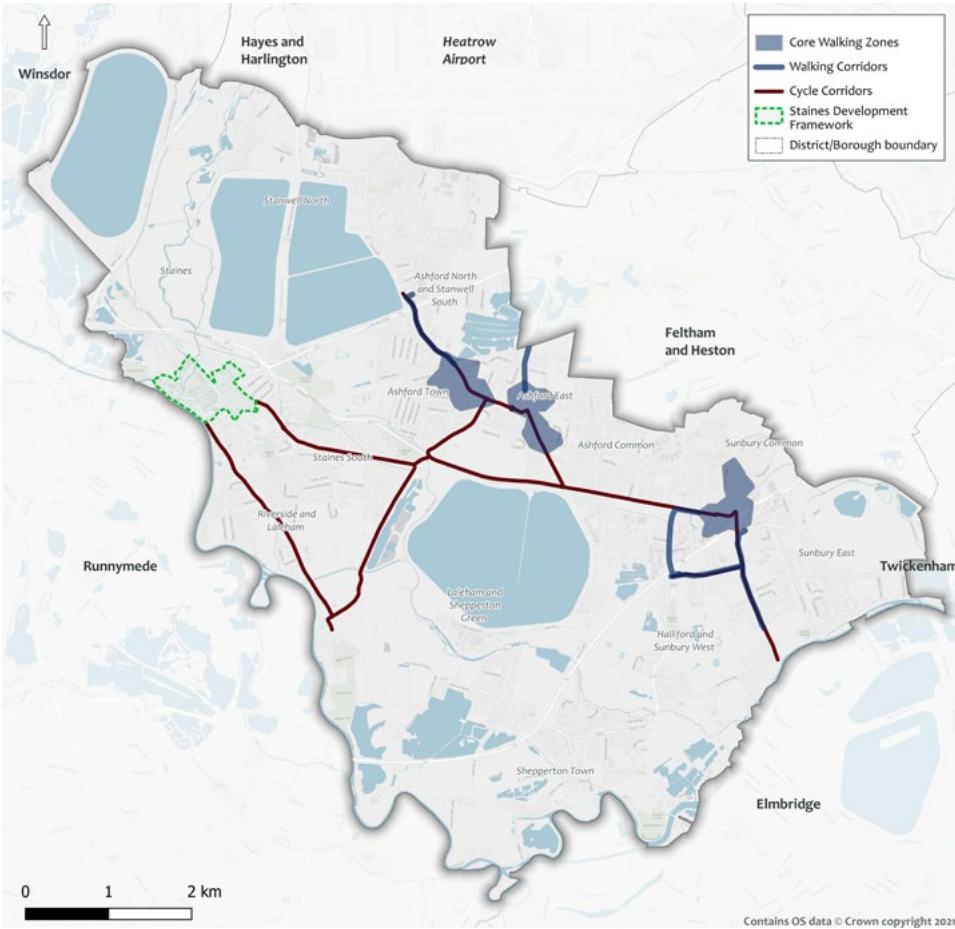 Hayes and
Harlington
Heatrow
Airport
Winsdor
Core Walking Zones
Walking Corridors
Cycle Corridors
Staines Development
Framework
District/Borough boundary
Stanwell North
Staines
Ashford North
and Stanwell
South
Feltham
and Heston
Ashford Town
Ashford East
Ashford Common
Sunbury Common
Staines South
Riverside and
Laleham
Sunbury East
Runnymede
Twickenham
Laleham and
Shepperton
Green
Halliford and
Sunbury West
Shepperton Town
Elmbridge
0 1 2 km
Contains OS data © Crown copyright 2021